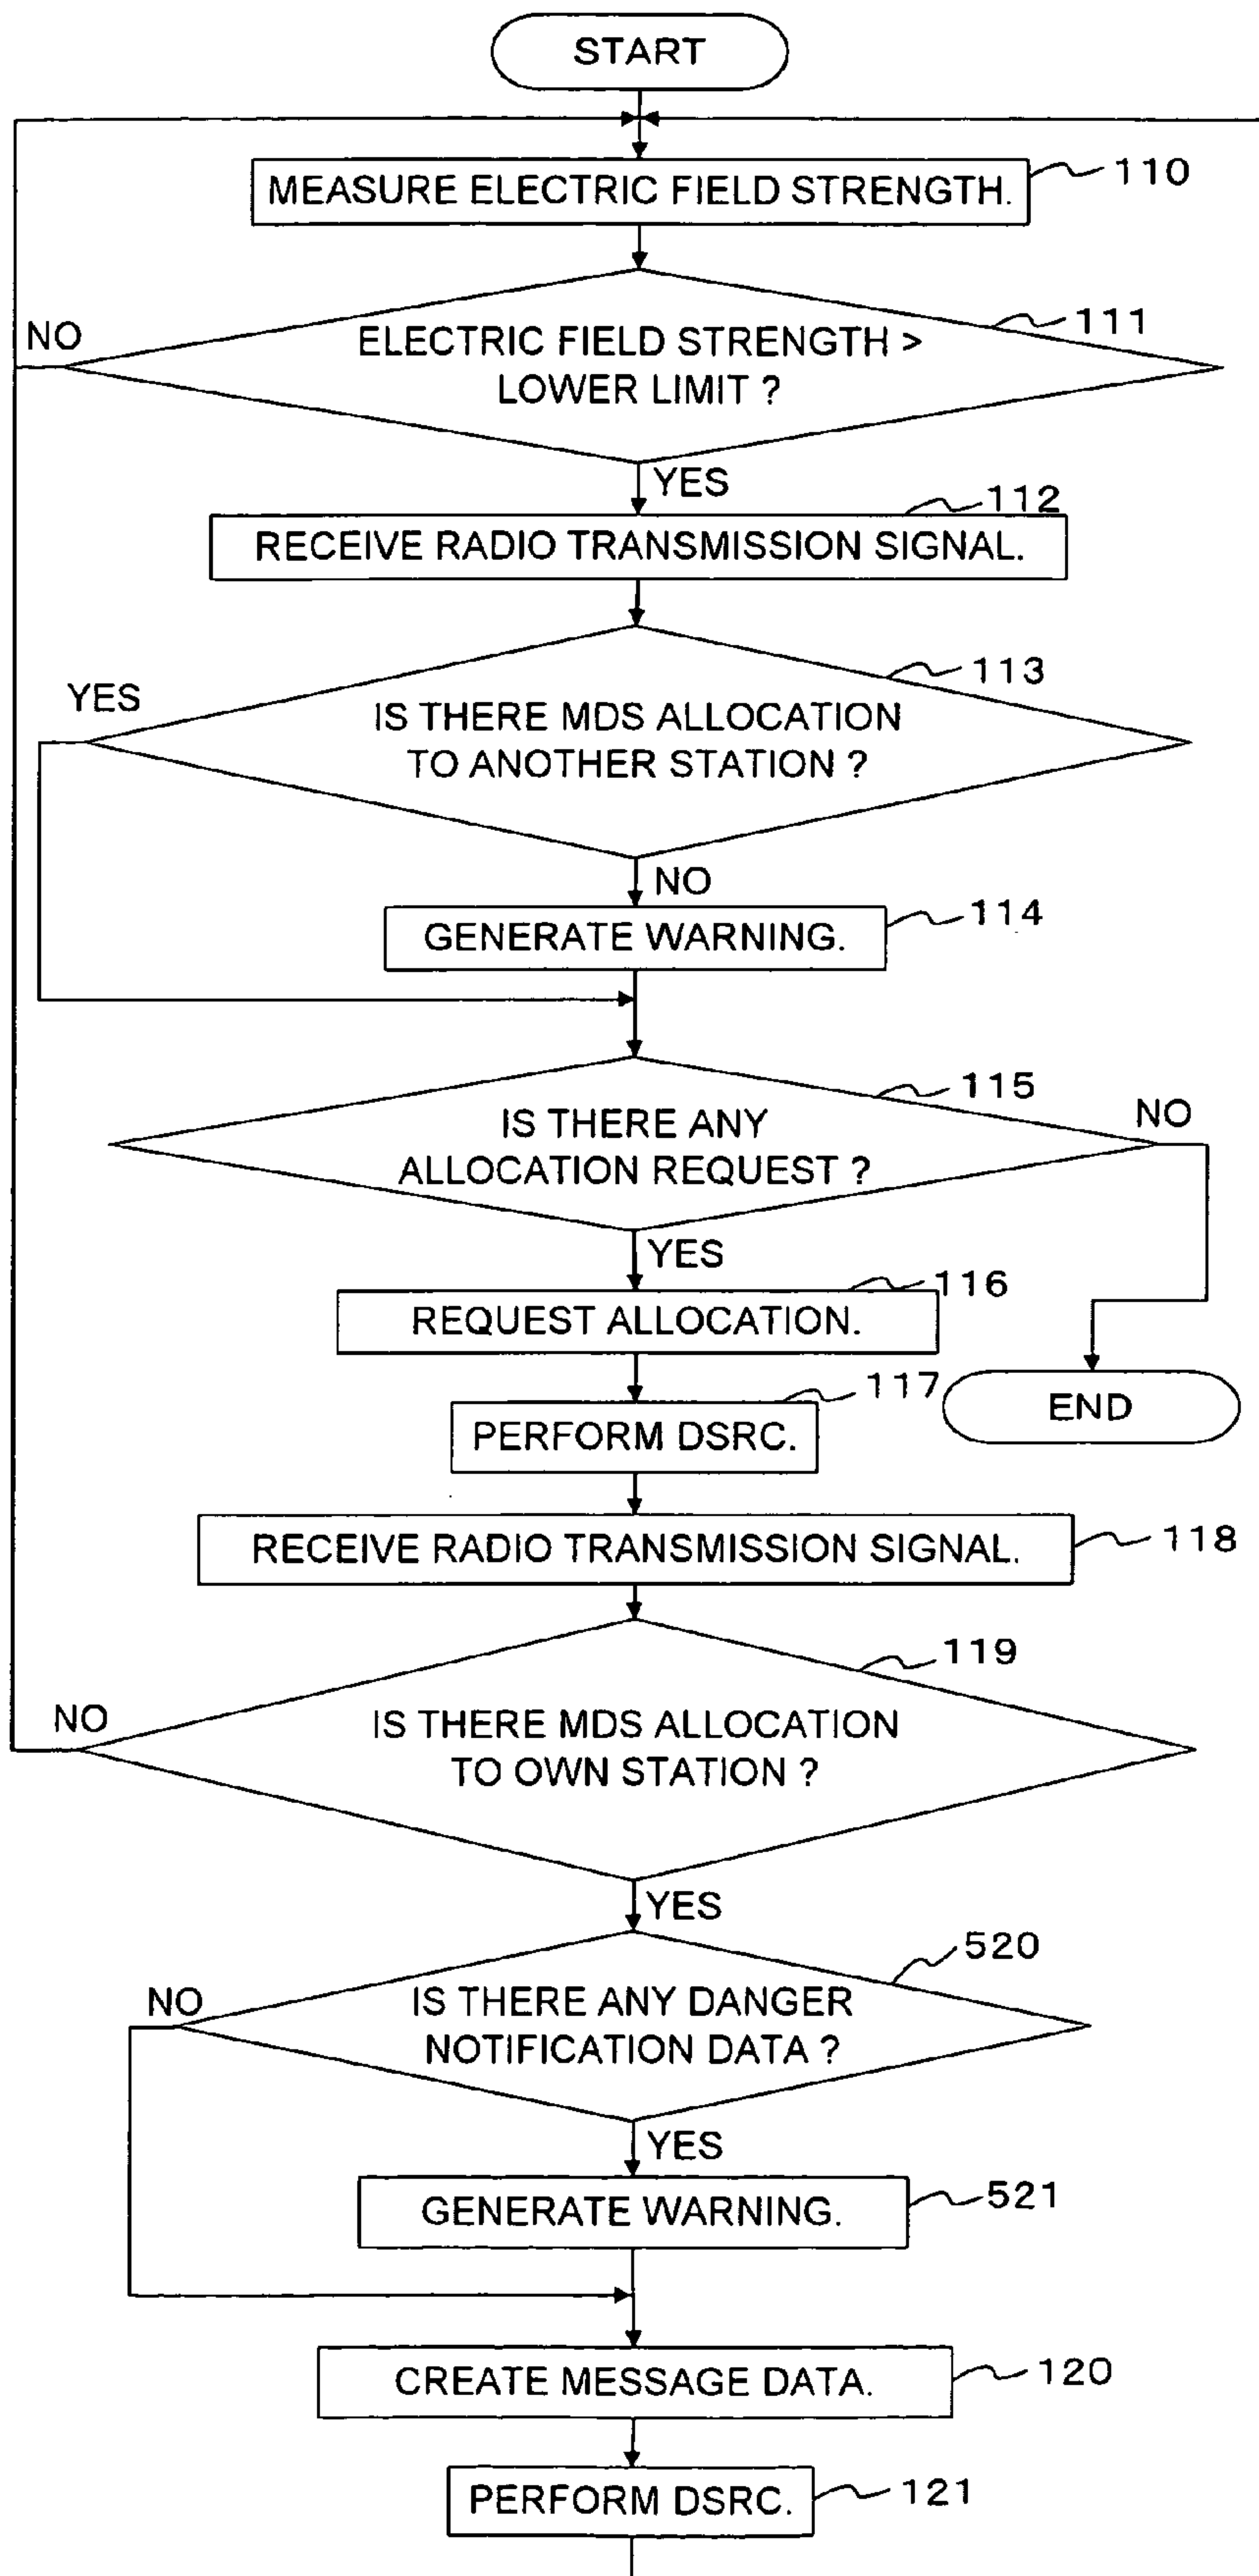 START
MEASURE ELECTRIC FIELD STRENGTH.
110
ELECTRIC FIELD STRENGTH >
LOWER LIMIT ?
111
NO
YES
RECEIVE RADIO TRANSMISSION SIGNAL.
112
IS THERE MDS ALLOCATION
TO ANOTHER STATION ?
113
YES
NO
GENERATE WARNING.
114
IS THERE ANY
ALLOCATION REQUEST ?
115
NO
YES
REQUEST ALLOCATION.
116
END
PERFORM DSRC.
117
RECEIVE RADIO TRANSMISSION SIGNAL.
118
IS THERE MDS ALLOCATION
TO OWN STATION ?
119
NO
YES
IS THERE ANY DANGER
NOTIFICATION DATA ?
520
NO
YES
GENERATE WARNING.
521
CREATE MESSAGE DATA.
120
PERFORM DSRC.
121